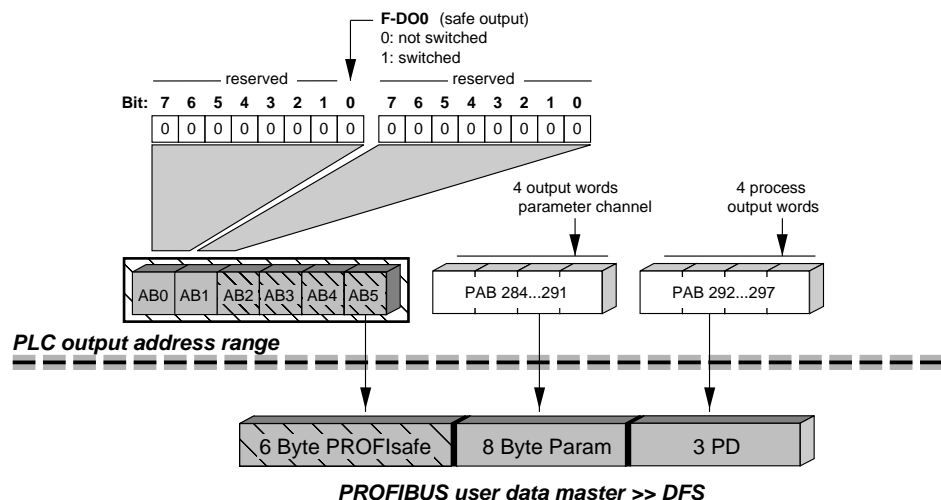 F-DO0 (safe output)
0: not switched
1: switched
reserved reserved
Bit: 7 6 5 4 3 2 1 0 7 6 5 4 3 2 1 0
0 0 0 0 0 0 0 0 0 0 0 0 0 0 0 0
4 output words
parameter channel
4 process
output words
AB0 AB1 AB2 AB3 AB4 AB5 PAB 284...291 PAB 292...297
PLC output address range
6 Byte PROFIsafe 8 Byte Param 3 PD
PROFIBUS user data master >> DFS